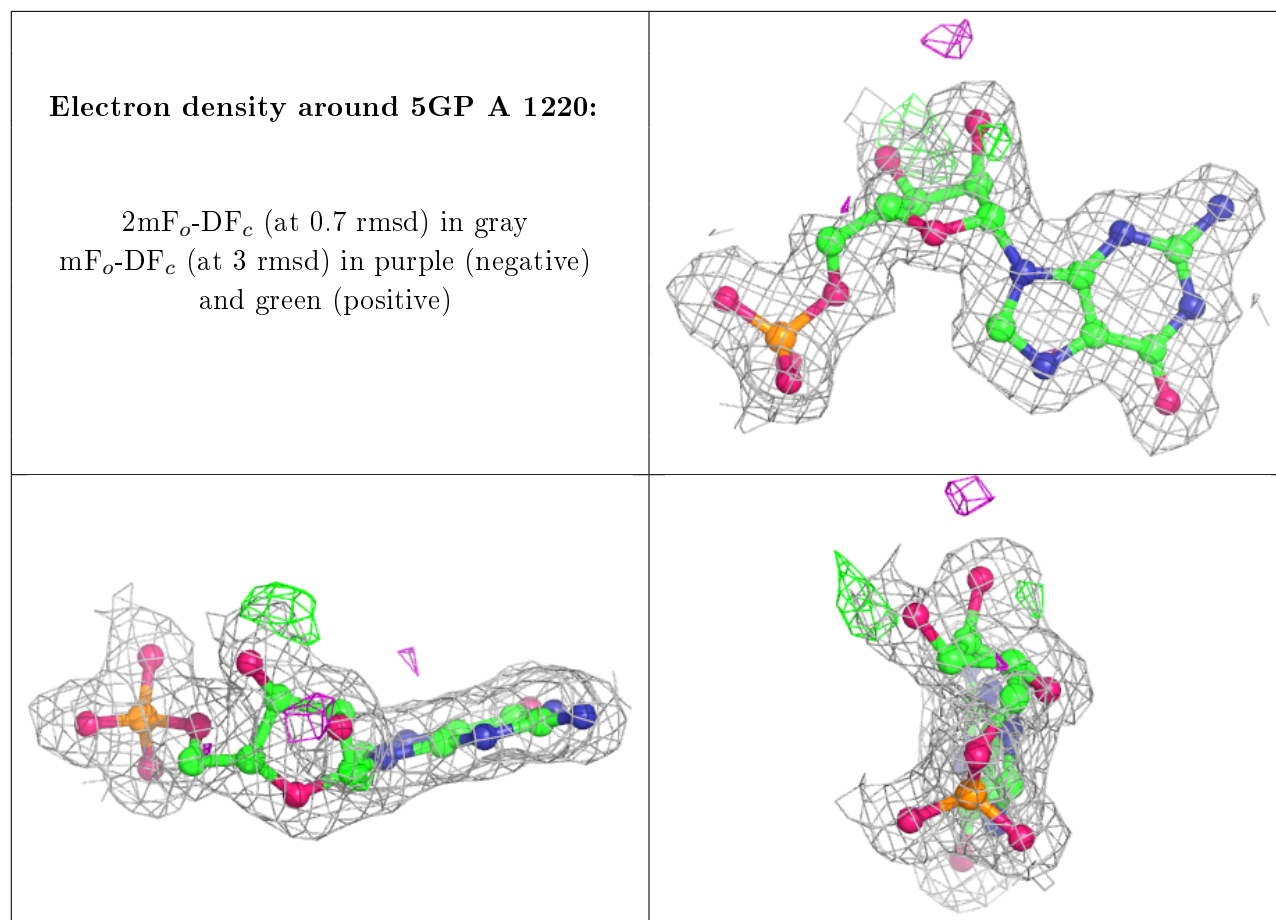 Electron density around 5GP A 1220:
2mFₒ-DF𝑐 (at 0.7 rmsd) in gray
mFₒ-DF𝑐 (at 3 rmsd) in purple (negative)
and green (positive)